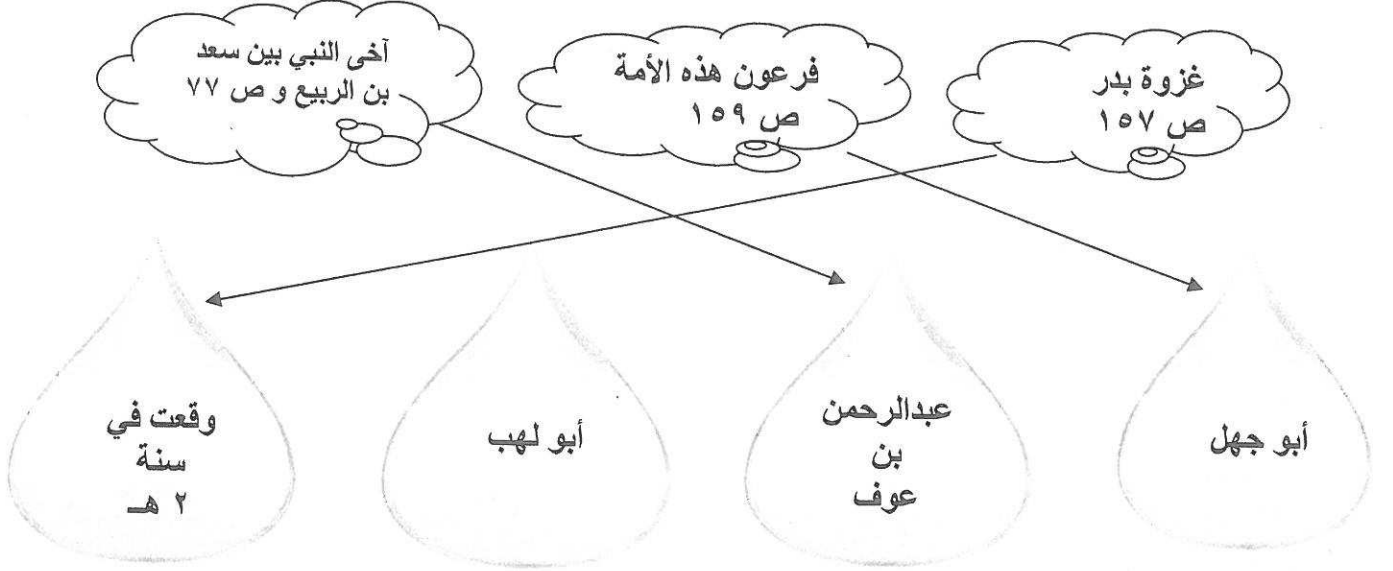 غزوة بدر
ص ١٥٧
فرعون هذه الأمة
ص ١٥٩
آخى النبي بين سعد
بن الربيع و ص ٧٧
أبو جهل
عبدالرحمن
بن
عوف
أبو لهب
وقعت في
سنة
٢ هـ